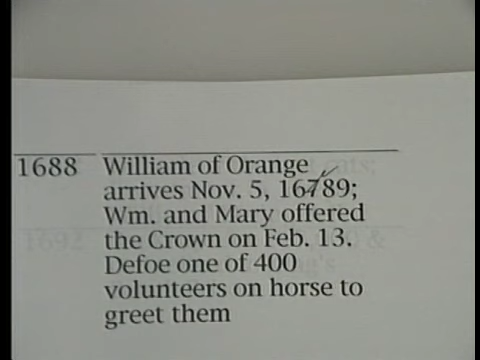 1688 William of Orange
arrives Nov. 5, 16789;
Wm. and Mary offered
the Crown on Feb. 13.
Defoe one of 400
volunteers on horse to
greet them
1692